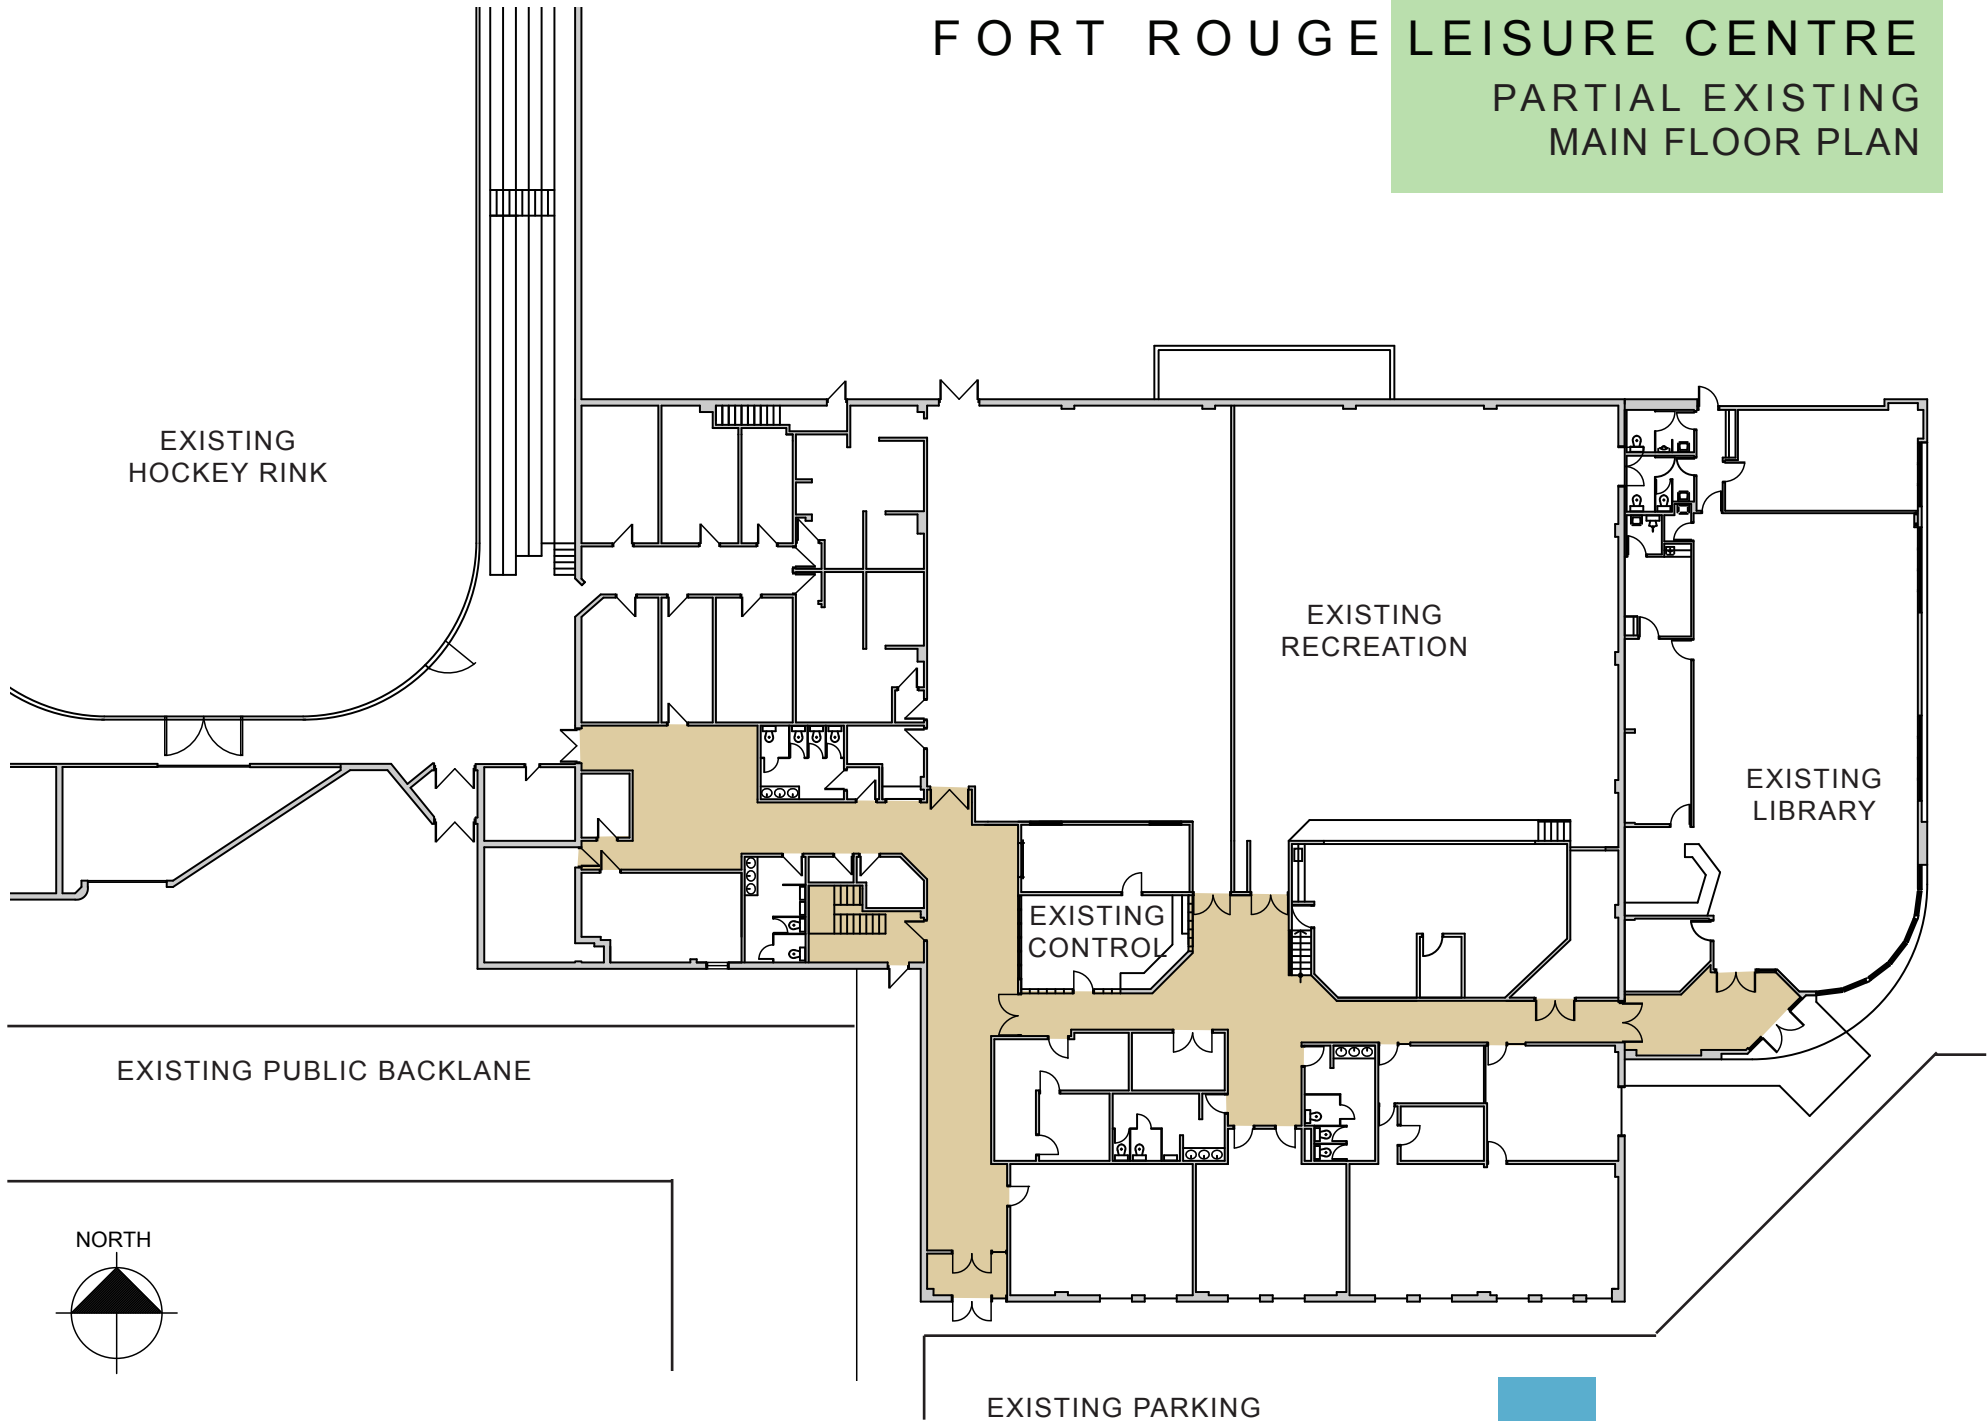 FORT ROUGE LEISURE CENTRE
PARTIAL EXISTING
MAIN FLOOR PLAN
EXISTING
HOCKEY RINK
EXISTING
RECREATION
EXISTING
LIBRARY
EXISTING
CONTROL
EXISTING PUBLIC BACKLANE
NORTH
EXISTING PARKING